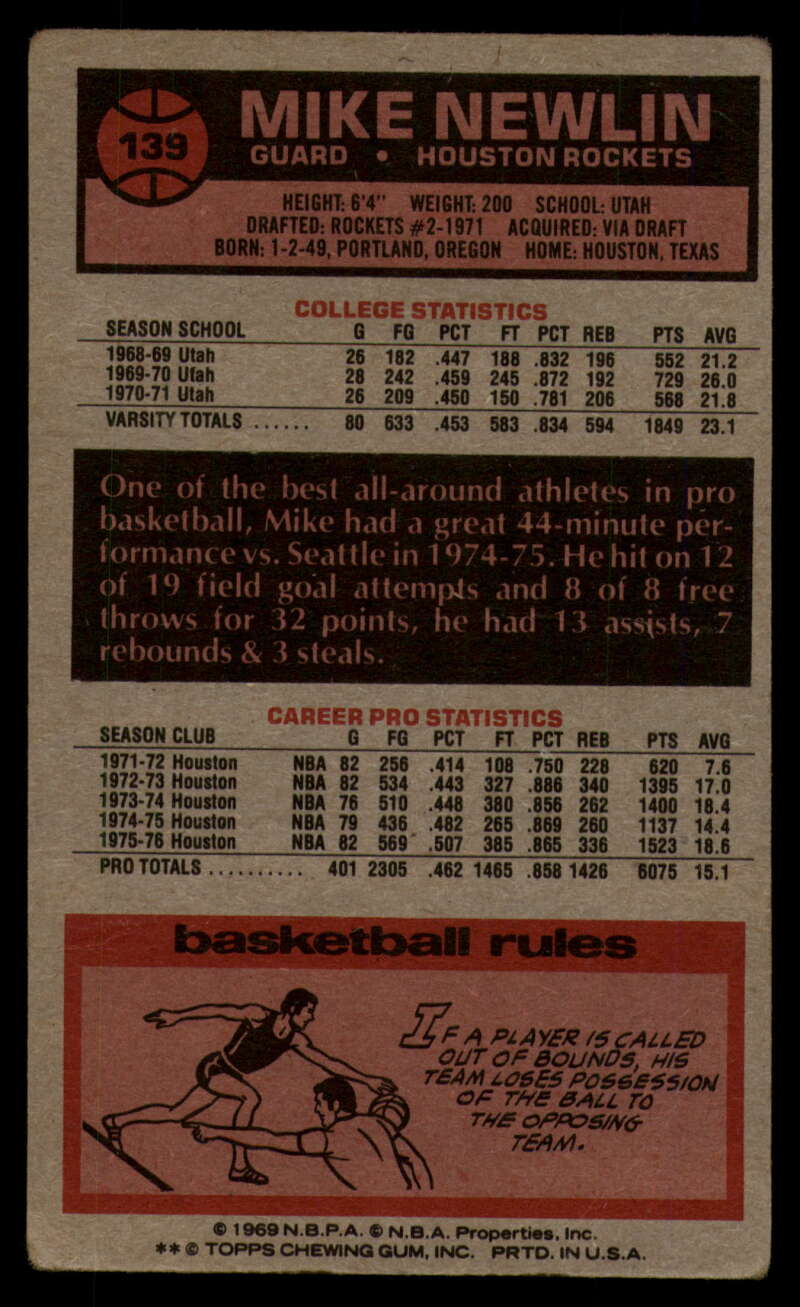 139
MIKE NEWLIN
GUARD • HOUSTON ROCKETS
HEIGHT: 6'4" WEIGHT: 200 SCHOOL: UTAH
DRAFTED: ROCKETS #2-1971 ACQUIRED: VIA DRAFT
BORN: 1-2-49, PORTLAND, OREGON HOME: HOUSTON, TEXAS
COLLEGE STATISTICS
SEASON SCHOOL G FG PCT FT PCT REB PTS AVG
1968-69 Utah 26 182 .447 188 .832 196 552 21.2
1969-70 Utah 28 242 .459 245 .872 192 729 26.0
1970-71 Utah 26 209 .450 150 .781 206 568 21.8
VARSITY TOTALS ...... 80 633 .453 583 .834 594 1849 23.1
One of the best all-around athletes in pro
basketball, Mike had a great 44-minute per-
formance vs. Seattle in 1974-75. He hit on 12
of 19 field goal attempts and 8 of 8 free
throws for 32 points, he had 13 assists, 7
rebounds & 3 steals.
CAREER PRO STATISTICS
SEASON CLUB G FG PCT FT PCT REB PTS AVG
1971-72 Houston NBA 82 256 .414 108 .750 228 620 7.6
1972-73 Houston NBA 82 534 .443 327 .886 340 1395 17.0
1973-74 Houston NBA 76 510 .448 380 .856 262 1400 18.4
1974-75 Houston NBA 79 436 .482 265 .869 260 1137 14.4
1975-76 Houston NBA 82 569 .507 385 .865 336 1523 18.6
PRO TOTALS .......... 401 2305 .462 1465 .858 1426 6075 15.1
basketball rules
IF A PLAYER IS CALLED
OUT OF BOUNDS, HIS
TEAM LOSES POSSESSION
OF THE BALL TO
THE OPPOSING
TEAM.
© 1969 N.B.P.A. © N.B.A. Properties, Inc.
** © TOPPS CHEWING GUM, INC. PRTD. IN U.S.A.